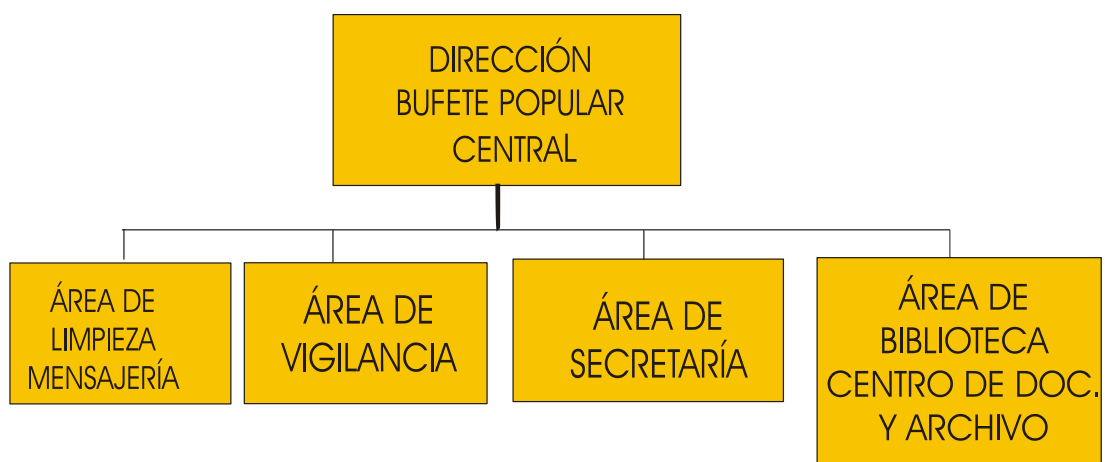 DIRECCIÓN
BUFETE POPULAR
CENTRAL
ÁREA DE
LIMPIEZA
MENSAJERÍA
ÁREA DE
VIGILANCIA
ÁREA DE
SECRETARÍA
ÁREA DE
BIBLIOTECA
CENTRO DE DOC.
Y ARCHIVO